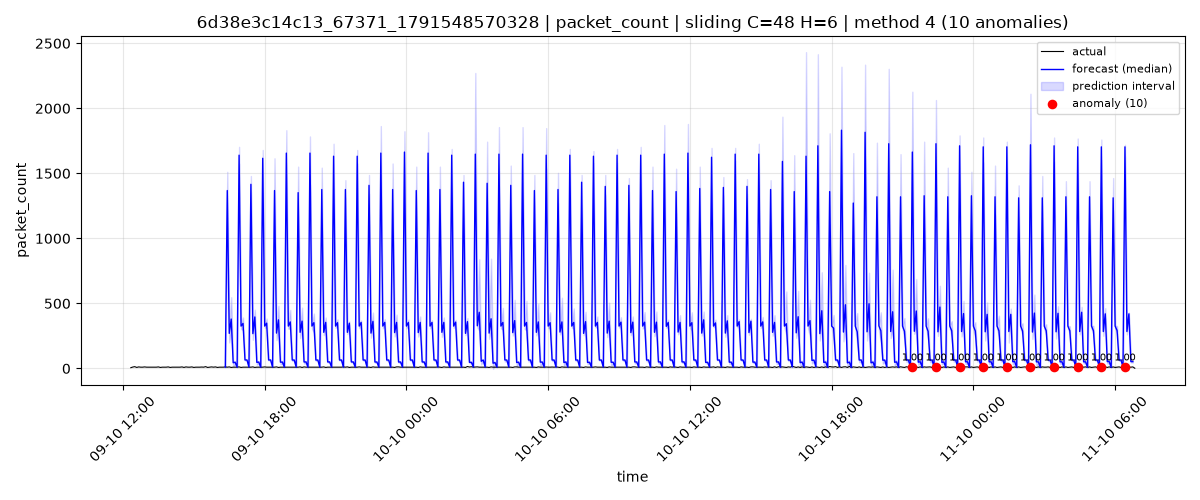 6d38e3c14c13_67371_1791548570328 | packet_count | sliding C=48 H=6 | method 4 (10 anomalies)
actual
forecast (median)
prediction interval
anomaly (10)
packet_count
2500
2000
1500
1000
500
0
1.00 1.00 1.00 1.00 1.00 1.00 1.00 1.00 1.00 1.00
09-10 12:00
09-10 18:00
10-10 00:00
10-10 06:00
10-10 12:00
10-10 18:00
11-10 00:00
11-10 06:00
time